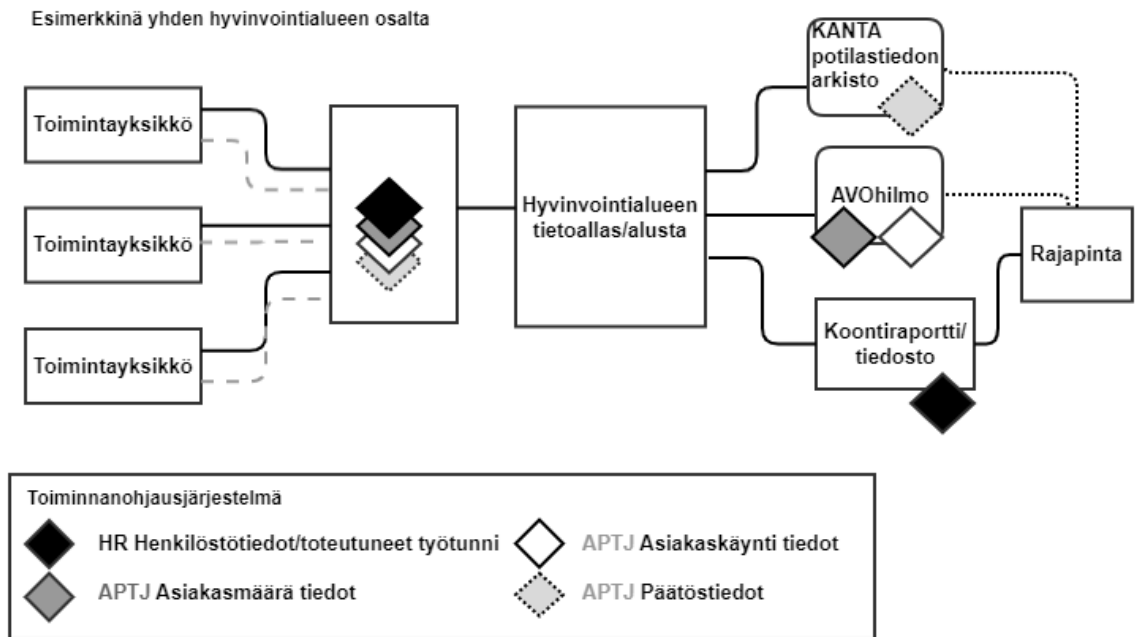 Esimerkkinä yhden hyvinvointialueen osalta
Toimintayksikkö
Toimintayksikkö
Toimintayksikkö
Hyvinvointialueen
tietoallas/alusta
KANTA
potilastiedon
arkisto
AVOhilmo
Koontiraportti/
tiedosto
Rajapinta
Toiminnanohjausjärjestelmä
HR Henkilöstötiedot/toteutuneet työtunni
APTJ Asiakaskäynti tiedot
APTJ Asiakasmäärä tiedot
APTJ Päätöstiedot